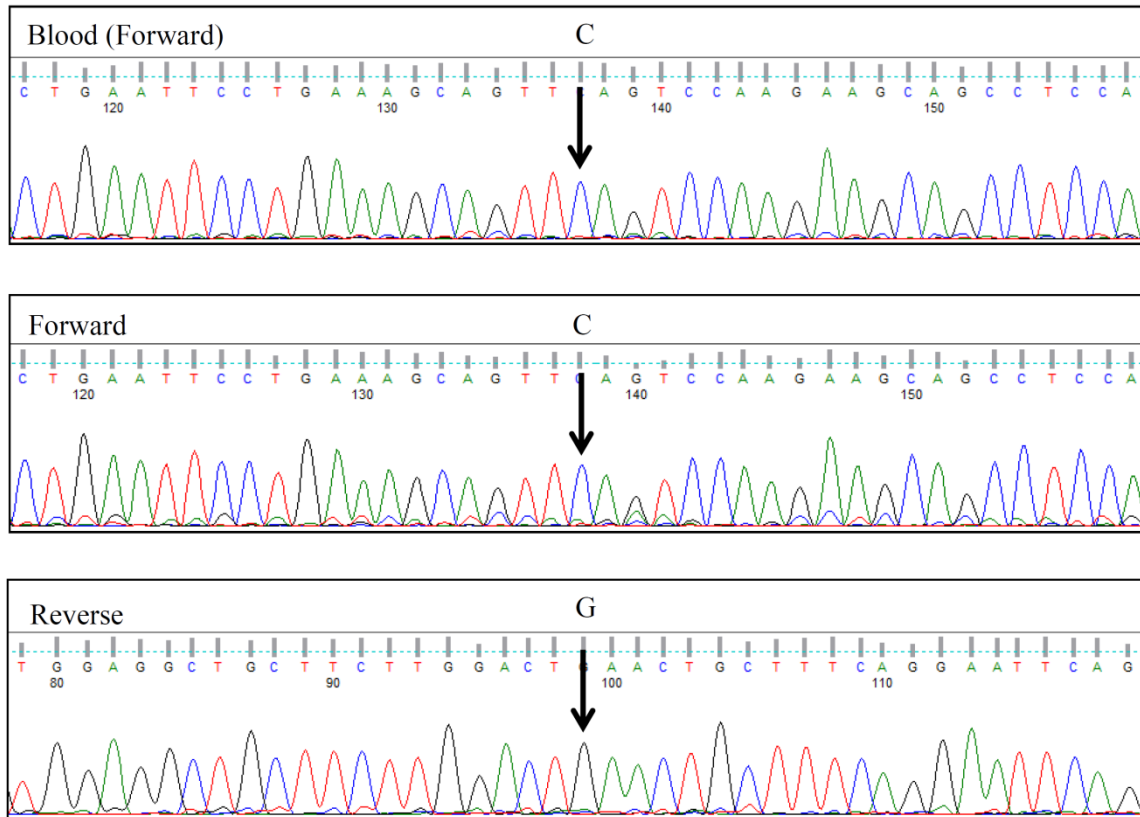 Blood (Forward) C
C T G A A T T C C T G A A A G C A G T T C A G T C C A A G A A G C A G C C T C C A
120 130 140 150
Forward C
C T G A A T T C C T G A A A G C A G T T C A G T C C A A G A A G C A G C C T C C A
120 130 140 150
Reverse G
T G G A G G C T G C T T C T T G G A C T G A A C T G C T T T C A G G A A T T C A G
80 90 100 110